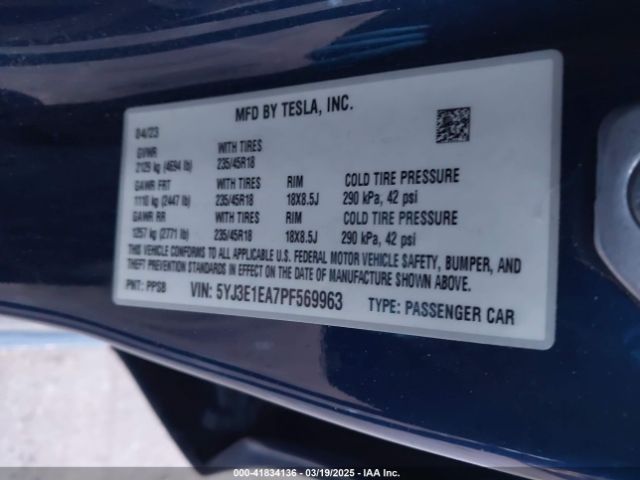 MFD BY TESLA, INC.
04/23
GVWR WITH TIRES
2129 kg (4694 lb) 235/45R18
GAWR FRT WITH TIRES RIM COLD TIRE PRESSURE
1110 kg (2447 lb) 235/45R18 18X8.5J 290 kPa, 42 psi
GAWR RR WITH TIRES RIM COLD TIRE PRESSURE
1257 kg (2771 lb) 235/45R18 18X8.5J 290 kPa, 42 psi
THIS VEHICLE CONFORMS TO ALL APPLICABLE U.S. FEDERAL MOTOR VEHICLE SAFETY, BUMPER, AND
THEFT PREVENTION STANDARDS IN EFFECT ON THE DATE OF MANUFACTURE SHOWN ABOVE.
PNT: PPSB VIN: 5YJ3E1EA7PF569963 TYPE: PASSENGER CAR
000-41834136 - 03/19/2025 - IAA Inc.